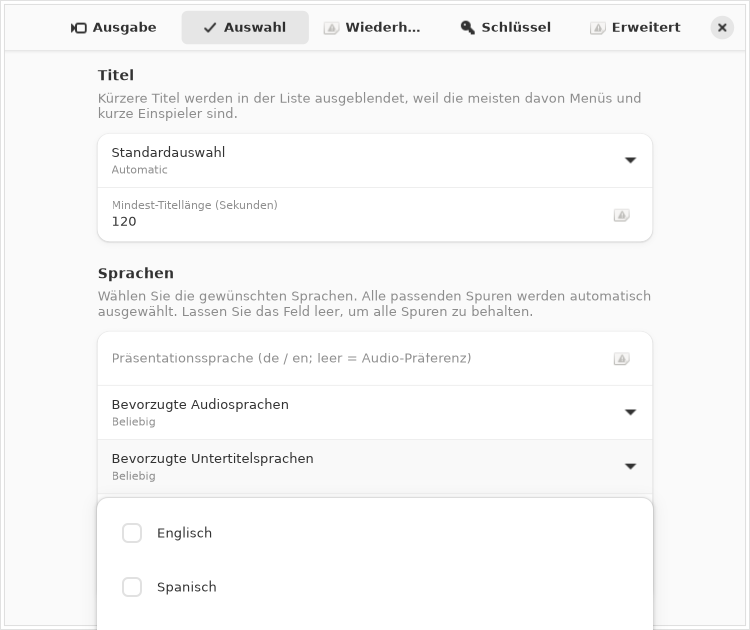 Ausgabe
Auswahl
Wiederh...
Schlüssel
Erweitert
Titel
Kürzere Titel werden in der Liste ausgeblendet, weil die meisten davon Menüs und
kurze Einspieler sind.
Standardauswahl
Automatic
Mindest-Titellänge (Sekunden)
120
Sprachen
Wählen Sie die gewünschten Sprachen. Alle passenden Spuren werden automatisch
ausgewählt. Lassen Sie das Feld leer, um alle Spuren zu behalten.
Präsentationssprache (de / en; leer = Audio-Präferenz)
Bevorzugte Audiosprachen
Beliebig
Bevorzugte Untertitelsprachen
Beliebig
Englisch
Spanisch